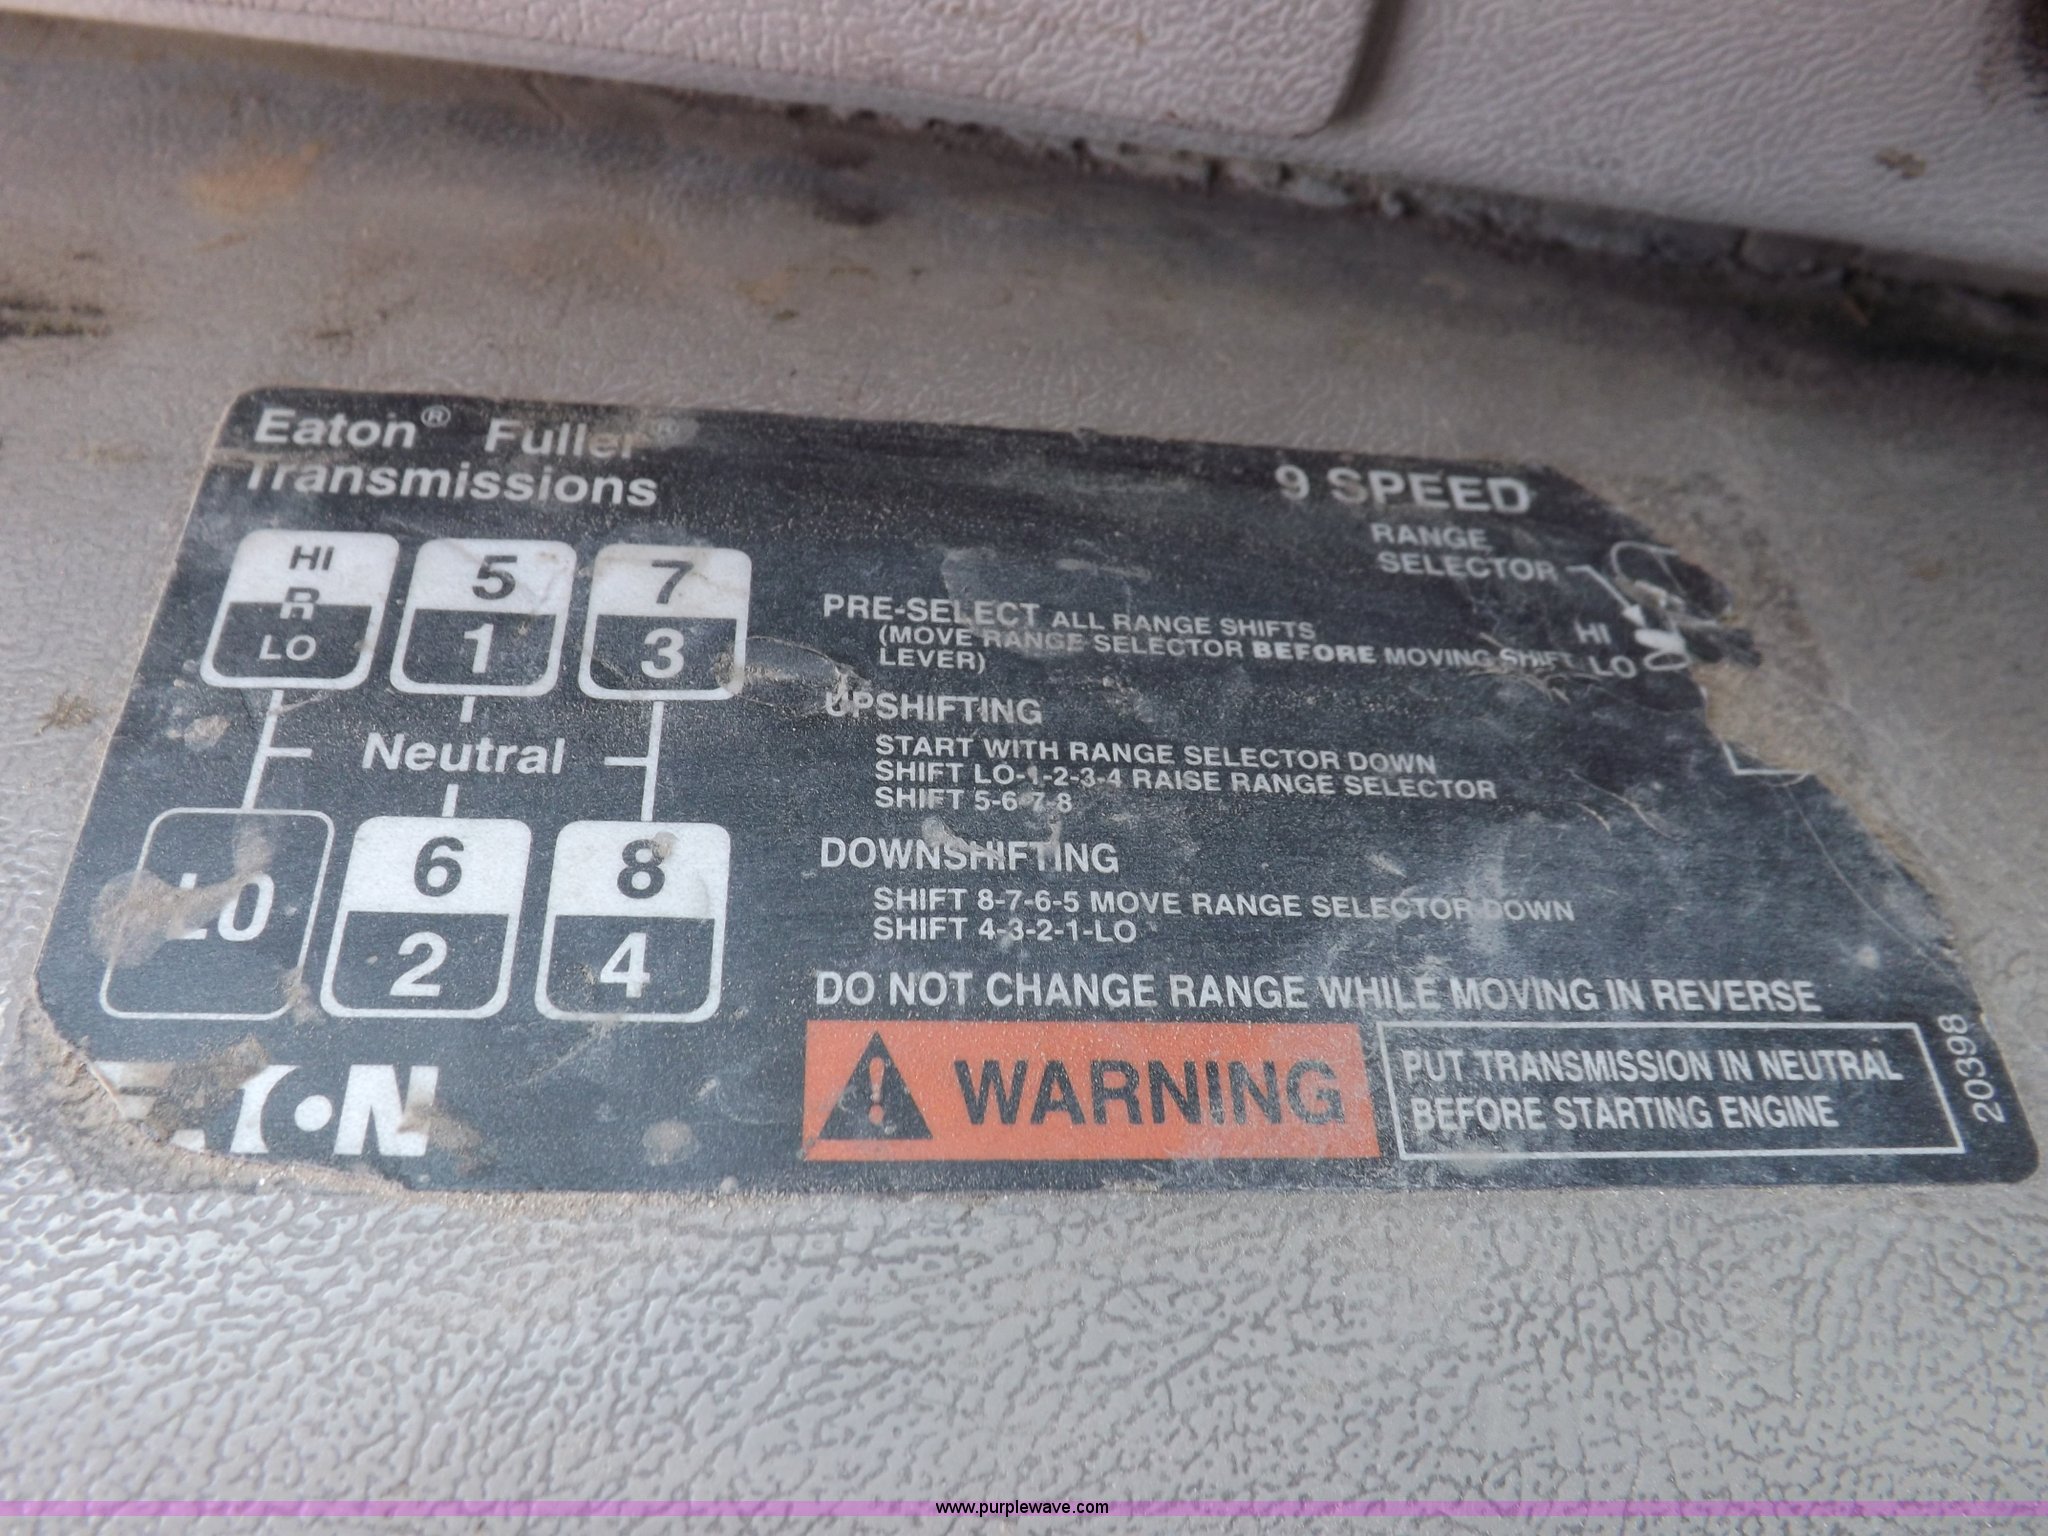 Eaton® Fuller®
Transmissions
9 SPEED
RANGE
SELECTOR
HI
LO
HI
R
LO
5
1
7
3
Neutral
LO
6
2
8
4
PRE-SELECT ALL RANGE SHIFTS
(MOVE RANGE SELECTOR BEFORE MOVING SHIFT
LEVER)
UPSHIFTING
START WITH RANGE SELECTOR DOWN
SHIFT LO-1-2-3-4 RAISE RANGE SELECTOR
SHIFT 5-6-7-8
DOWNSHIFTING
SHIFT 8-7-6-5 MOVE RANGE SELECTOR DOWN
SHIFT 4-3-2-1-LO
DO NOT CHANGE RANGE WHILE MOVING IN REVERSE
WARNING
PUT TRANSMISSION IN NEUTRAL
BEFORE STARTING ENGINE
20398
EATON
www.purplewave.com